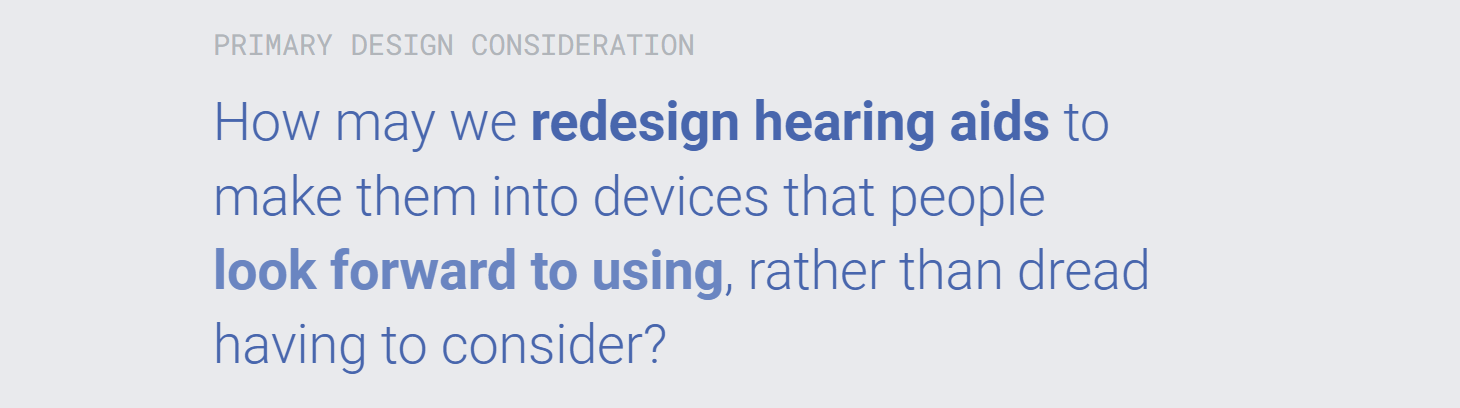 PRIMARY DESIGN CONSIDERATION
How may we redesign hearing aids to
make them into devices that people
look forward to using, rather than dread
having to consider?